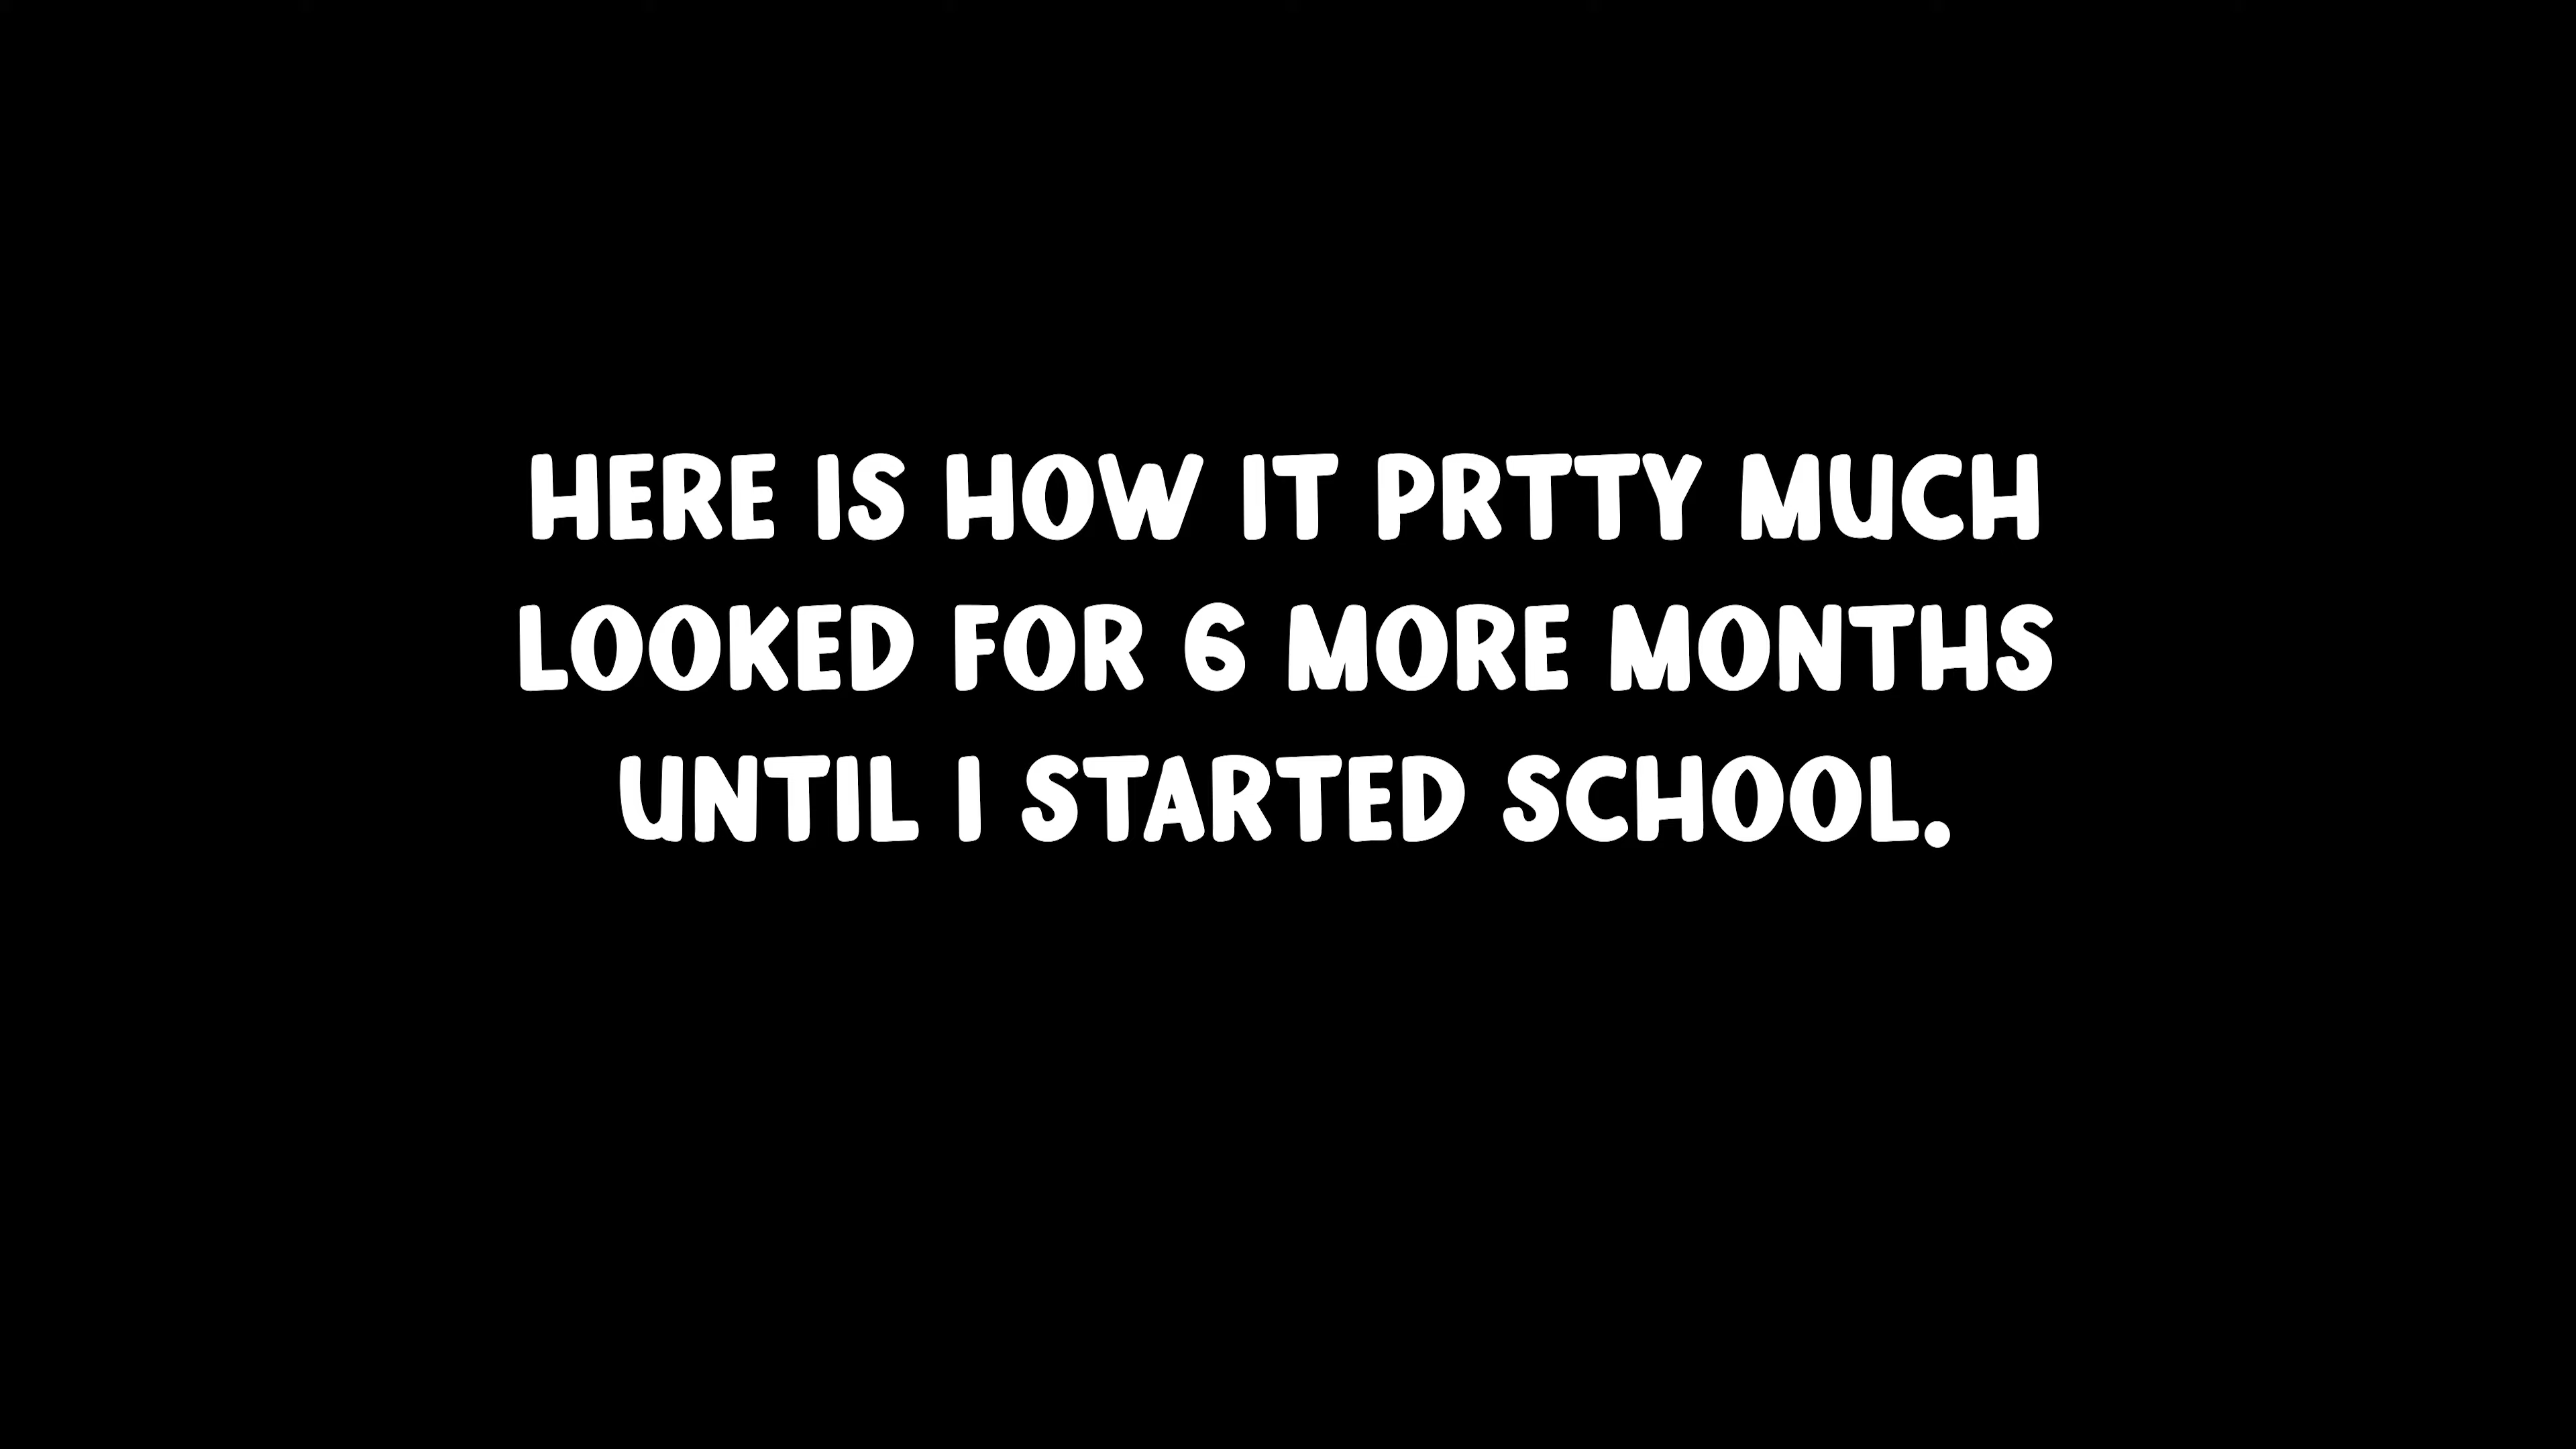 HERE IS HOW IT PRTTY MUCH
LOOKED FOR 6 MORE MONTHS
UNTIL I STARTED SCHOOL.